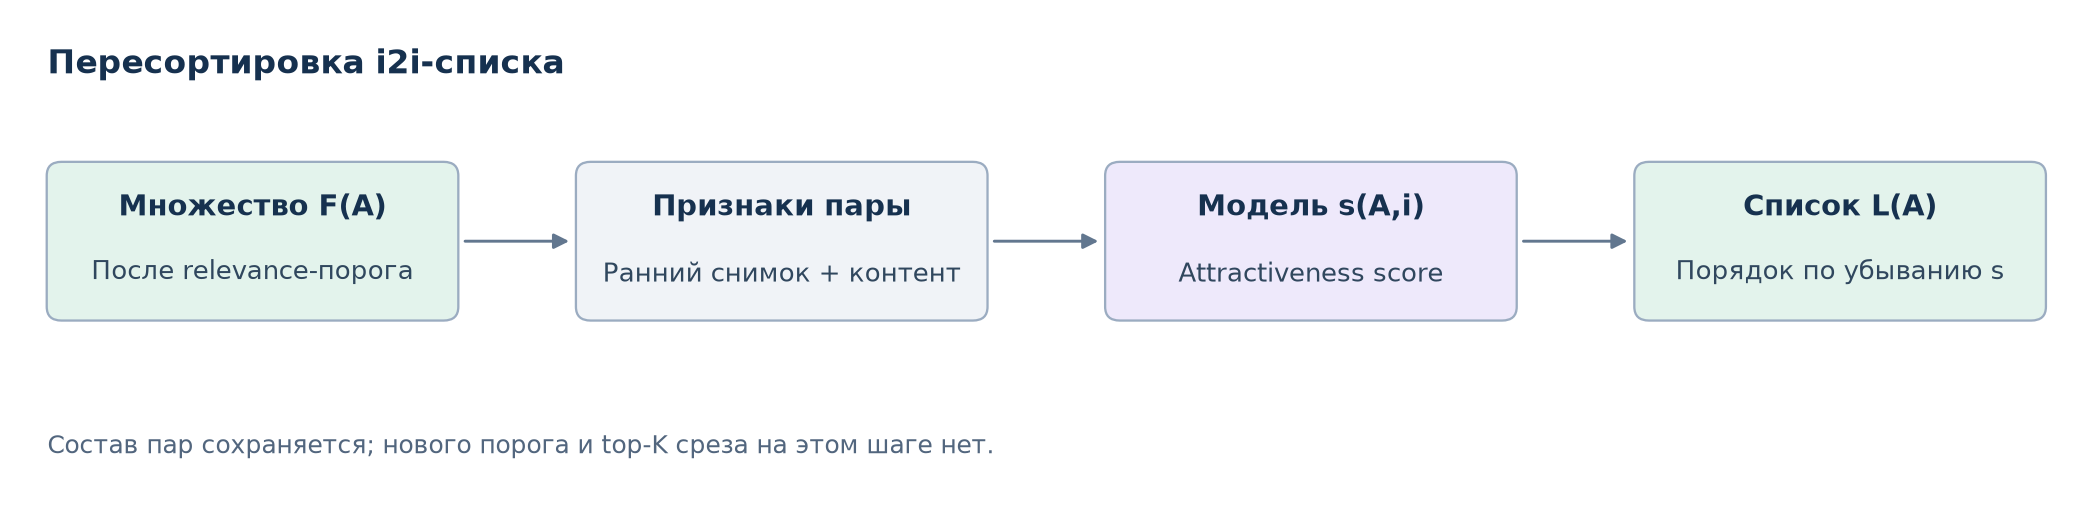 Пересортировка i2i-списка
Множество F(A)
После relevance-порога
Признаки пары
Ранний снимок + контент
Модель s(A,i)
Attractiveness score
Список L(A)
Порядок по убыванию s
Состав пар сохраняется; нового порога и top-K среза на этом шаге нет.